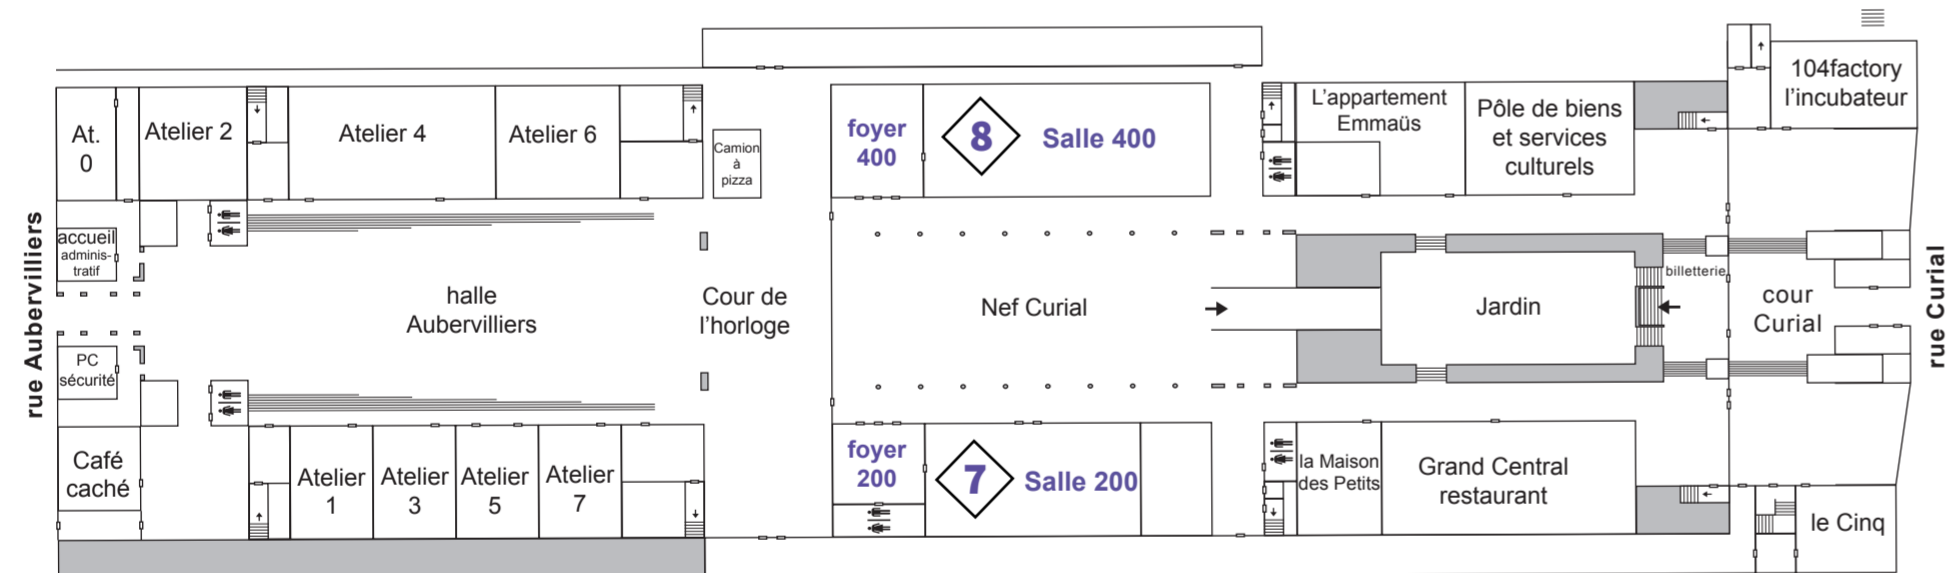 rue Aubervilliers
At.
0
Atelier 2
Atelier 4
Atelier 6
Camion
à
pizza
foyer
400
8
Salle 400
L'appartement
Emmaüs
Pôle de biens
et services
culturels
104factory
l'incubateur
accueil
adminis-
tratif
halle
Aubervilliers
Cour de
l'horloge
Nef Curial
Jardin
billetterie
cour
Curial
rue Curial
PC
sécurité
Café
caché
Atelier
1
Atelier
3
Atelier
5
Atelier
7
foyer
200
7
Salle 200
la Maison
des Petits
Grand Central
restaurant
le Cinq